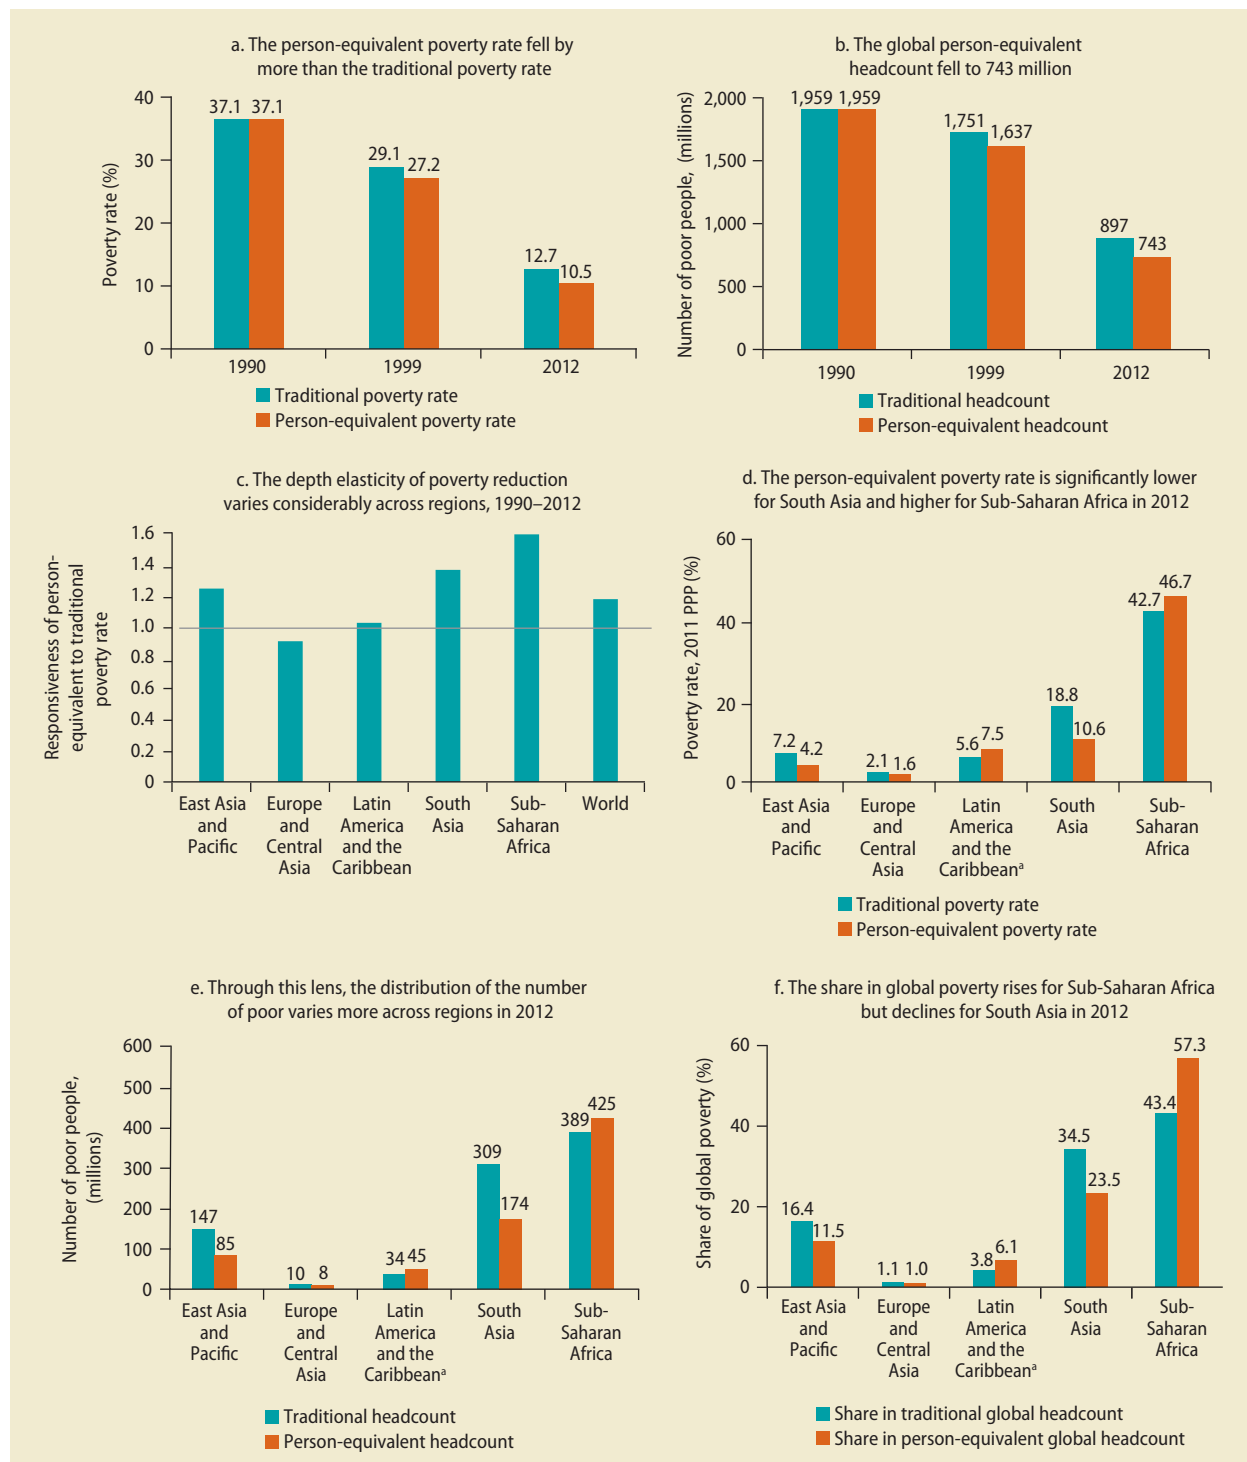 a. The person-equivalent poverty rate fell by
more than the traditional poverty rate
Poverty rate (%)
40
30
20
10
0
37.1 37.1
29.1
27.2
12.7
10.5
1990
1999
2012
Traditional poverty rate
Person-equivalent poverty rate
b. The global person-equivalent
headcount fell to 743 million
Number of poor people, (millions)
2,000
1,500
1,000
500
0
1,959 1,959
1,751
1,637
897
743
1990
1999
2012
Traditional headcount
Person-equivalent headcount
c. The depth elasticity of poverty reduction
varies considerably across regions, 1990–2012
Responsiveness of person-
equivalent to traditional
poverty rate
1.6
1.4
1.2
1.0
0.8
0.6
0.4
0.2
0
East Asia
and
Pacific
Europe
and
Central
Asia
Latin
America
and the
Caribbean
South
Asia
Sub-
Saharan
Africa
World
d. The person-equivalent poverty rate is significantly lower
for South Asia and higher for Sub-Saharan Africa in 2012
Poverty rate, 2011 PPP (%)
60
40
20
0
7.2
4.2
2.1 1.6
5.6
7.5
18.8
10.6
42.7
46.7
East Asia
and
Pacific
Europe
and
Central
Asia
Latin
America
and the
Caribbeanª
South
Asia
Sub-
Saharan
Africa
Traditional poverty rate
Person-equivalent poverty rate
e. Through this lens, the distribution of the number
of poor varies more across regions in 2012
Number of poor people,
(millions)
600
500
400
300
200
100
0
147
85
10 8
34 45
309
174
389
425
East Asia
and
Pacific
Europe
and
Central
Asia
Latin
America
and the
Caribbeanª
South
Asia
Sub-
Saharan
Africa
Traditional headcount
Person-equivalent headcount
f. The share in global poverty rises for Sub-Saharan Africa
but declines for South Asia in 2012
Share of global poverty (%)
60
40
20
0
16.4
11.5
1.1 1.0
3.8
6.1
34.5
23.5
43.4
57.3
East Asia
and
Pacific
Europe
and
Central
Asia
Latin
America
and the
Caribbeanª
South
Asia
Sub-
Saharan
Africa
Share in traditional global headcount
Share in person-equivalent global headcount